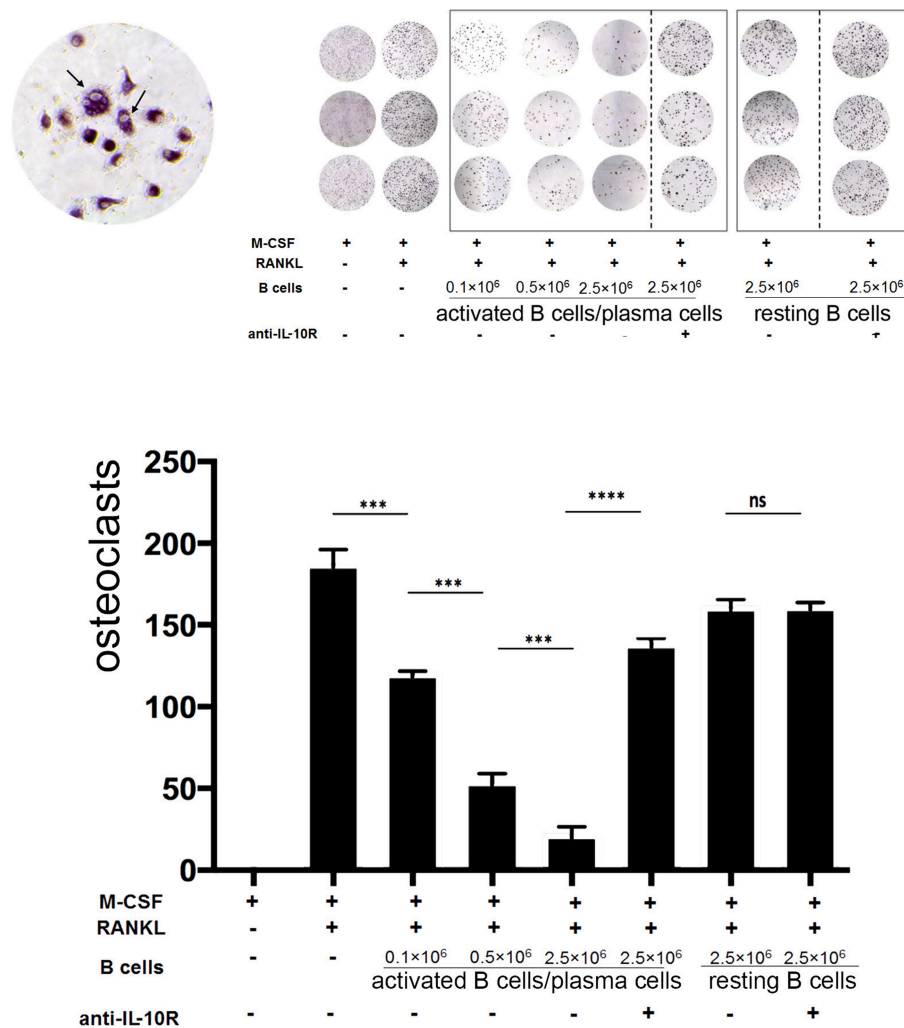 M-CSF + + + + + + + +
RANKL - + + + + + + +
B cells - - 0.1×10⁶ 0.5×10⁶ 2.5×10⁶ 2.5×10⁶ 2.5×10⁶ 2.5×10⁶
activated B cells/plasma cells resting B cells
anti-IL-10R - - - - - + - +
osteoclasts
250
200
150
100
50
0
*** *** *** **** ns
M-CSF + + + + + + + +
RANKL - + + + + + + +
B cells - - 0.1×10⁶ 0.5×10⁶ 2.5×10⁶ 2.5×10⁶ 2.5×10⁶ 2.5×10⁶
activated B cells/plasma cells resting B cells
anti-IL-10R - - - - - + - +